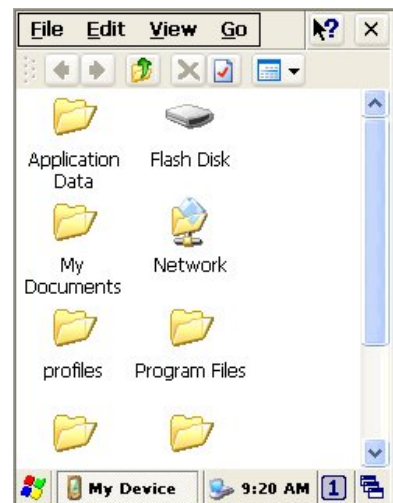 File Edit View Go ?
Application Data
Flash Disk
My Documents
Network
profiles
Program Files
My Device 9:20 AM 1